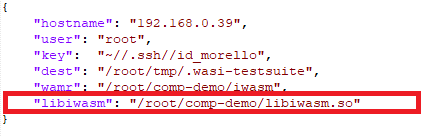 {
"hostname": "192.168.0.39",
"user": "root",
"key": "~//.ssh//id_morello",
"dest": "/root/tmp/.wasi-testsuite",
"wamr": "/root/comp-demo/iwasm",
"libiwasm": "/root/comp-demo/libiwasm.so"
}